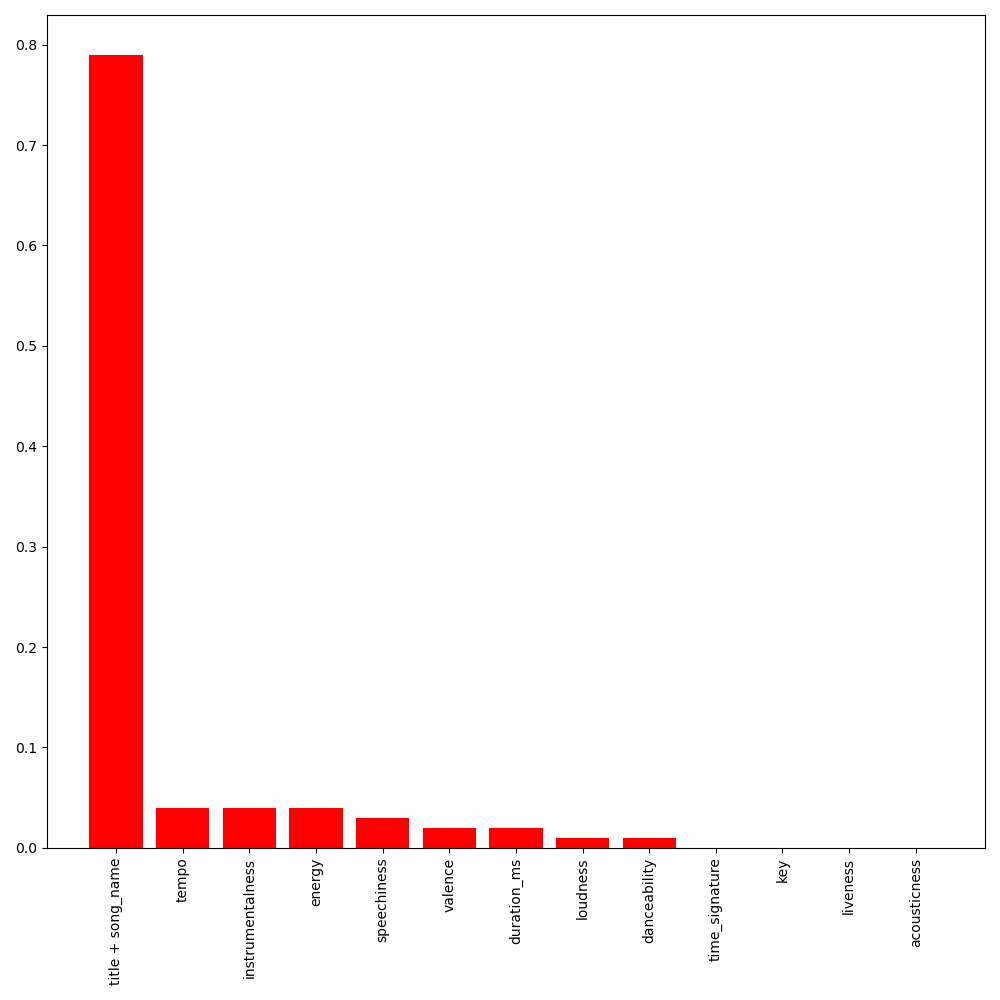 0.8
0.7
0.6
0.5
0.4
0.3
0.2
0.1
0.0
title + song_name
tempo
instrumentalness
energy
speechiness
valence
duration_ms
loudness
danceability
time_signature
key
liveness
acousticness